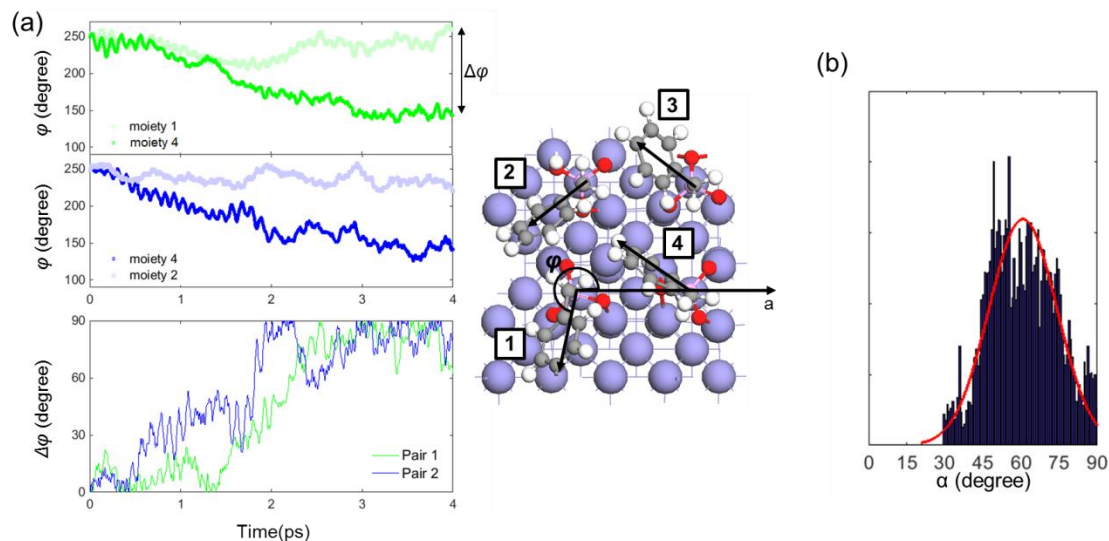 (a)
250
200
150
100
φ (degree)
moiety 1
moiety 4
Δφ
250
200
150
100
φ (degree)
moiety 4
moiety 2
90
60
30
0
Δφ (degree)
Pair 1
Pair 2
0 1 2 3 4
Time(ps)
3
2
4
φ
a
1
(b)
0 15 30 45 60 75 90
α (degree)